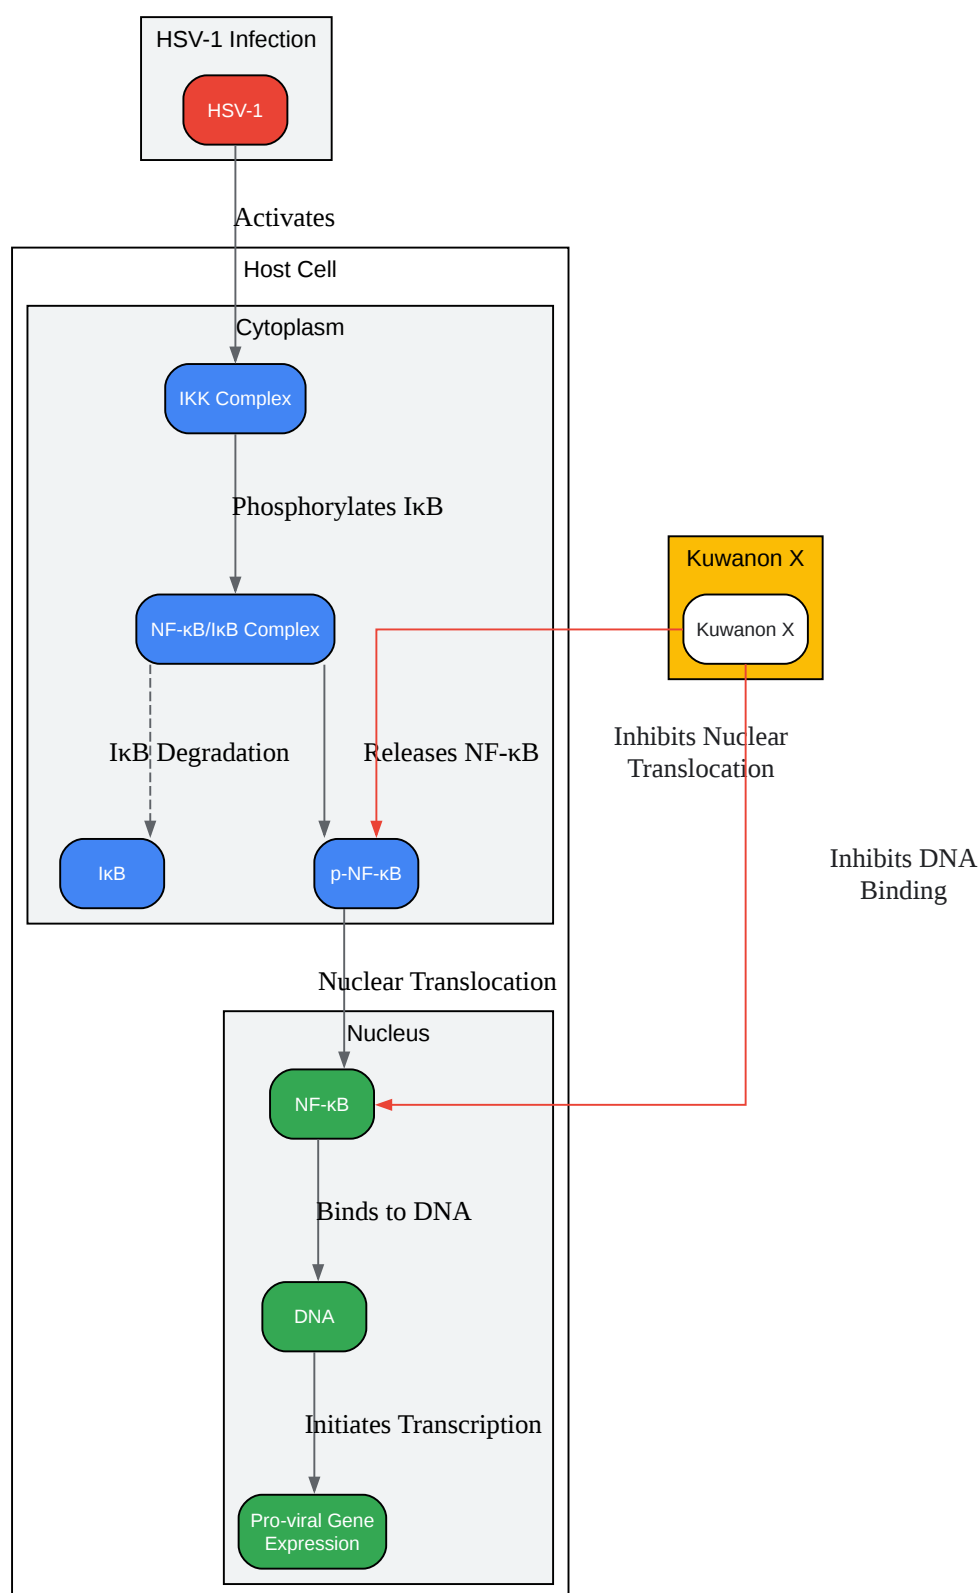 HSV-1 Infection
HSV-1
Activates
Host Cell
Cytoplasm
IKK Complex
Phosphorylates IκB
Kuwanon X
NF-κB/IκB Complex
Kuwanon X
IκB Degradation
Releases NF-κB
Inhibits Nuclear
Translocation
IκB
p-NF-κB
Inhibits DNA
Binding
Nuclear Translocation
Nucleus
NF-κB
Binds to DNA
DNA
Initiates Transcription
Pro-viral Gene
Expression